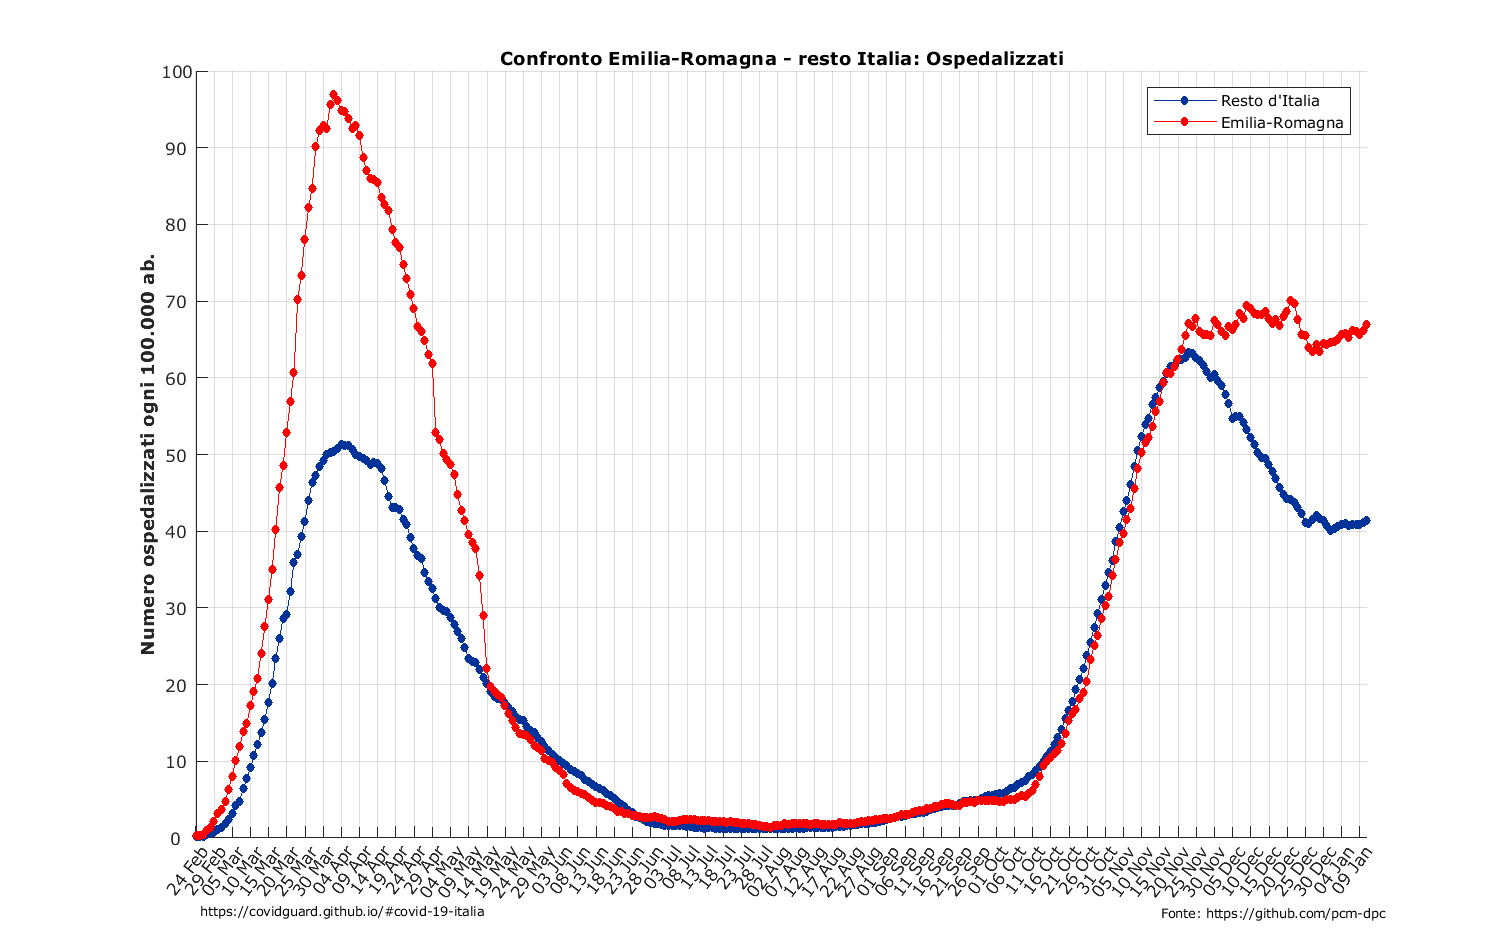 Confronto Emilia-Romagna - resto Italia: Ospedalizzati
Resto d'Italia
Emilia-Romagna
Numero ospedalizzati ogni 100.000 ab.
100
90
80
70
60
50
40
30
20
10
0
24 Feb
29 Feb
05 Mar
10 Mar
15 Mar
20 Mar
25 Mar
30 Mar
04 Apr
09 Apr
14 Apr
19 Apr
24 Apr
29 Apr
04 May
09 May
14 May
19 May
24 May
29 May
03 Jun
08 Jun
13 Jun
18 Jun
23 Jun
28 Jun
03 Jul
08 Jul
13 Jul
18 Jul
23 Jul
28 Jul
02 Aug
07 Aug
12 Aug
17 Aug
22 Aug
27 Aug
01 Sep
06 Sep
11 Sep
16 Sep
21 Sep
26 Sep
01 Oct
06 Oct
11 Oct
16 Oct
21 Oct
26 Oct
31 Oct
05 Nov
10 Nov
15 Nov
20 Nov
25 Nov
30 Nov
05 Dec
10 Dec
15 Dec
20 Dec
25 Dec
30 Dec
04 Jan
09 Jan
https://covidguard.github.io/#covid-19-italia
Fonte: https://github.com/pcm-dpc